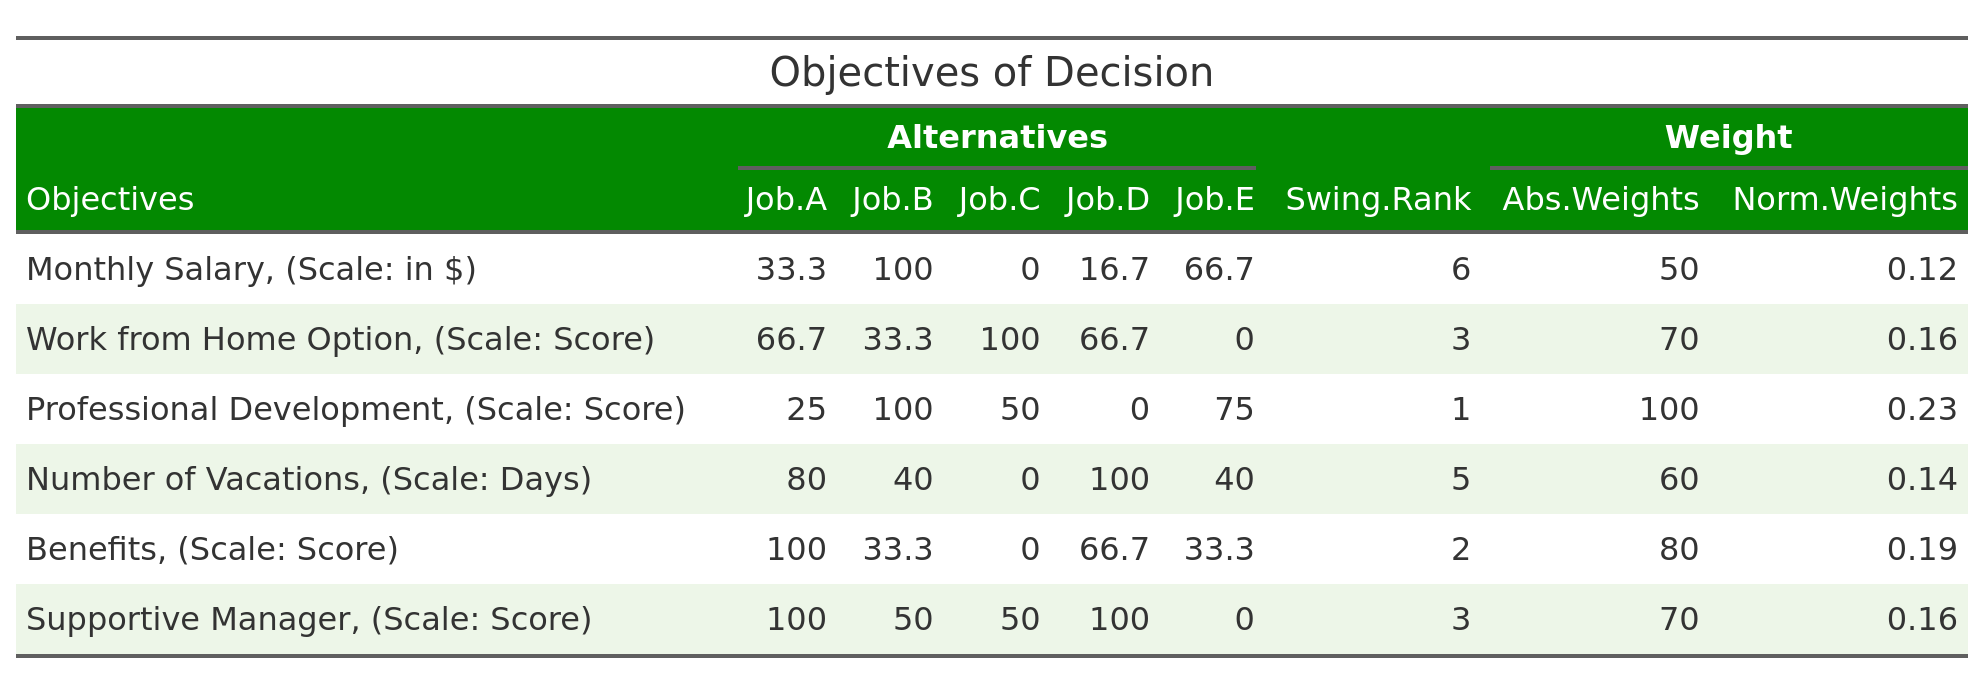 Objectives of Decision
Alternatives Weight
Objectives Job.A Job.B Job.C Job.D Job.E Swing.Rank Abs.Weights Norm.Weights
Monthly Salary, (Scale: in $) 33.3 100 0 16.7 66.7 6 50 0.12
Work from Home Option, (Scale: Score) 66.7 33.3 100 66.7 0 3 70 0.16
Professional Development, (Scale: Score) 25 100 50 0 75 1 100 0.23
Number of Vacations, (Scale: Days) 80 40 0 100 40 5 60 0.14
Benefits, (Scale: Score) 100 33.3 0 66.7 33.3 2 80 0.19
Supportive Manager, (Scale: Score) 100 50 50 100 0 3 70 0.16